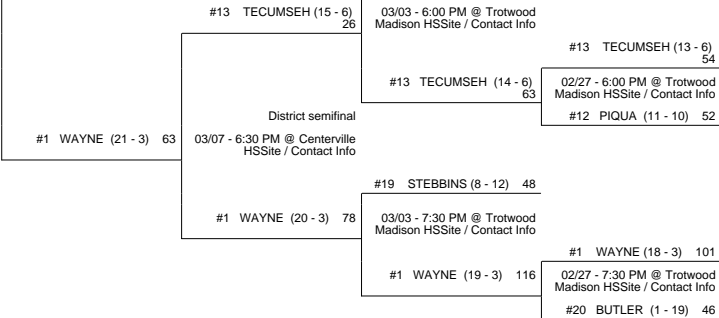 #13 TECUMSEH (15 - 6)
26
03/03 - 6:00 PM @ Trotwood
Madison HSSite / Contact Info
#13 TECUMSEH (13 - 6)
54
#13 TECUMSEH (14 - 6)
63
02/27 - 6:00 PM @ Trotwood
Madison HSSite / Contact Info
#12 PIQUA (11 - 10) 52
District semifinal
#1 WAYNE (21 - 3) 63
03/07 - 6:30 PM @ Centerville
HSSite / Contact Info
#19 STEBBINS (8 - 12) 48
#1 WAYNE (20 - 3) 78
03/03 - 7:30 PM @ Trotwood
Madison HSSite / Contact Info
#1 WAYNE (18 - 3) 101
#1 WAYNE (19 - 3) 116
02/27 - 7:30 PM @ Trotwood
Madison HSSite / Contact Info
#20 BUTLER (1 - 19) 46